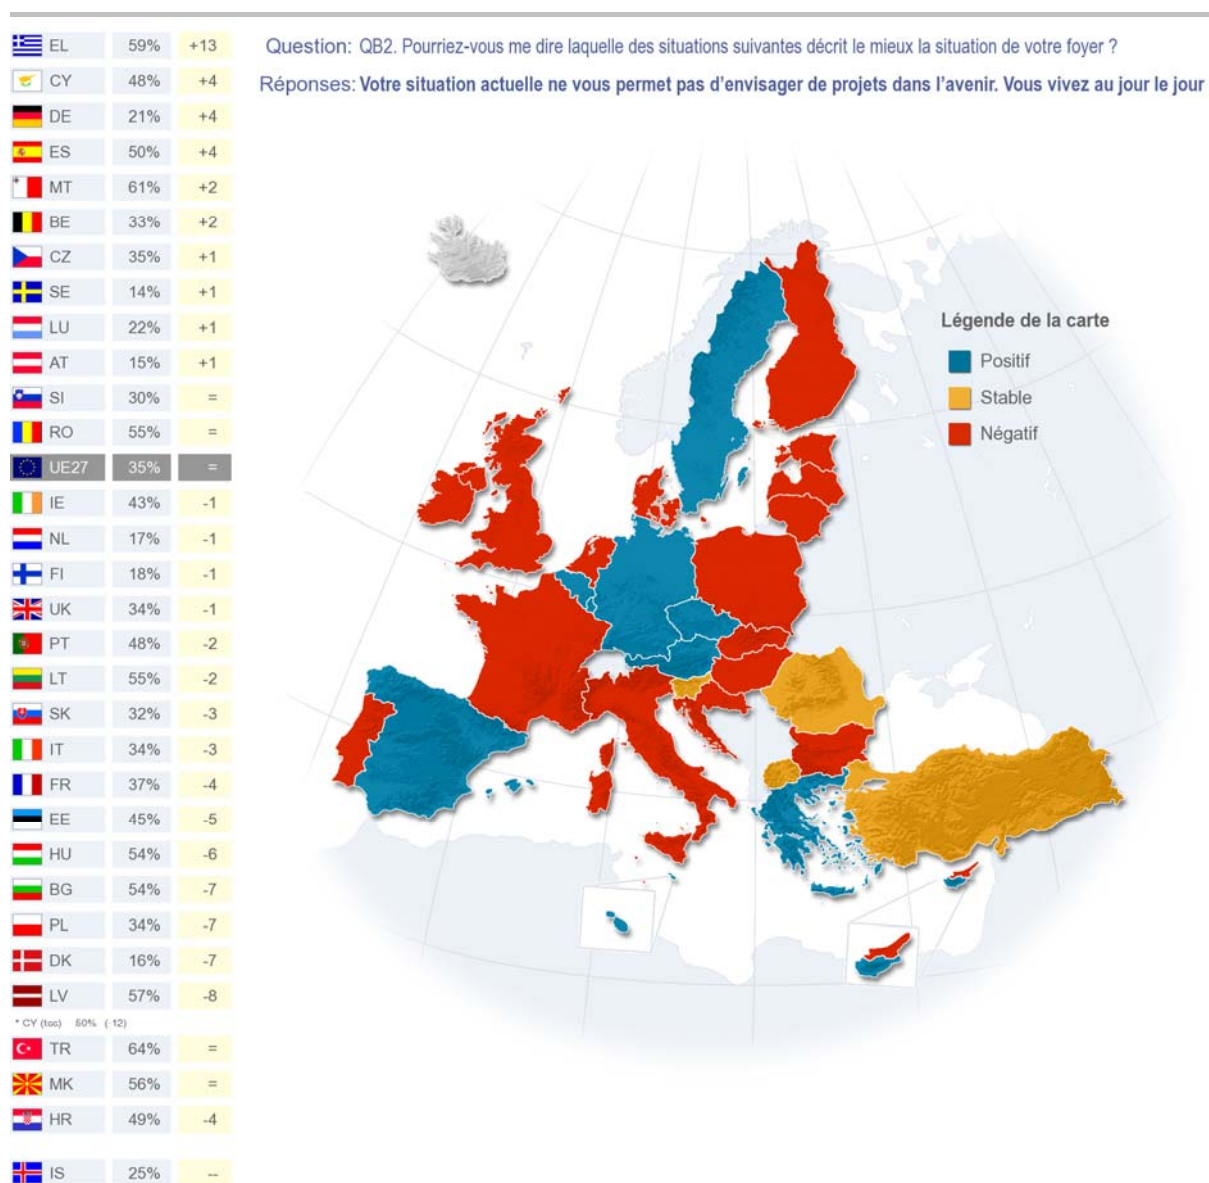 EL 59% +13
Question: QB2. Pourriez-vous me dire laquelle des situations suivantes décrit le mieux la situation de votre foyer ?
CY 48% +4
Réponses: Votre situation actuelle ne vous permet pas d'envisager de projets dans l'avenir. Vous vivez au jour le jour
DE 21% +4
ES 50% +4
MT 61% +2
BE 33% +2
CZ 35% +1
SE 14% +1
LU 22% +1
AT 15% +1
SI 30% =
RO 55% =
UE27 35% =
IE 43% -1
NL 17% -1
FI 18% -1
UK 34% -1
PT 48% -2
LT 55% -2
SK 32% -3
IT 34% -3
FR 37% -4
EE 45% -5
HU 54% -6
BG 54% -7
PL 34% -7
DK 16% -7
LV 57% -8
* CY (tcc) 50% (-12)
TR 64% =
MK 56% =
HR 49% -4
IS 25% --
Légende de la carte
Positif
Stable
Négatif